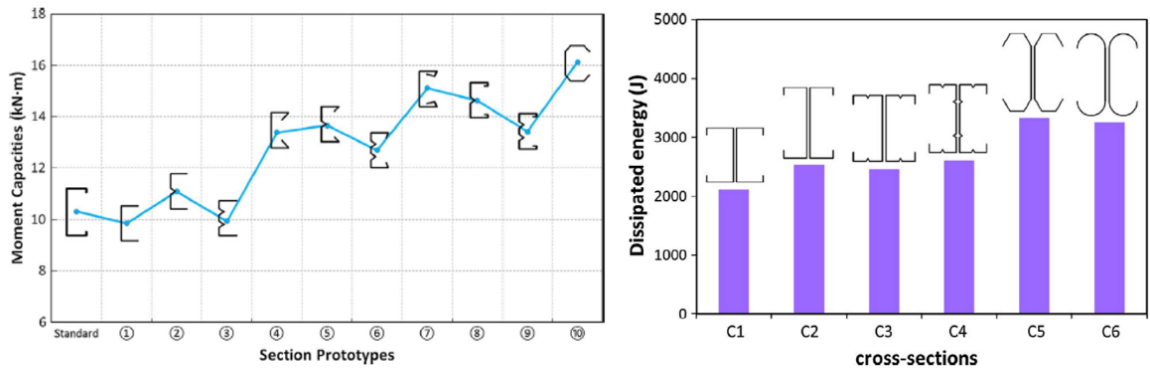 18
16
14
12
10
8
6
Moment Capacities (kN·m)
Standard ① ② ③ ④ ⑤ ⑥ ⑦ ⑧ ⑨ ⑩
Section Prototypes
5000
4000
3000
2000
1000
0
Dissipated energy (J)
C1 C2 C3 C4 C5 C6
cross-sections